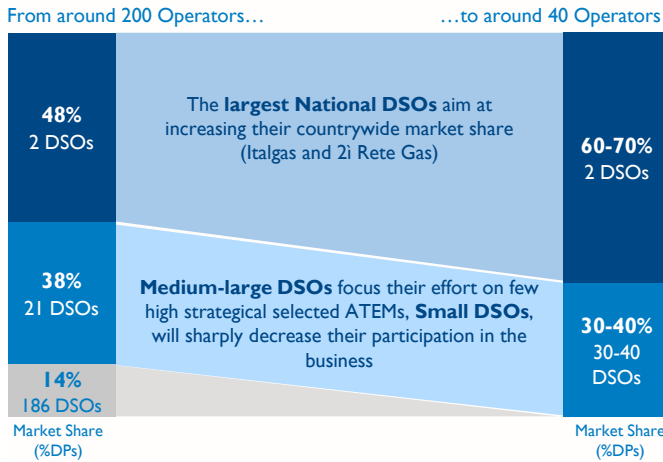 From around 200 Operators…
…to around 40 Operators
48%
2 DSOs
The largest National DSOs aim at
increasing their countrywide market share
(Italgas and 2i Rete Gas)
60-70%
2 DSOs
38%
21 DSOs
Medium-large DSOs focus their effort on few
high strategical selected ATEMs, Small DSOs,
will sharply decrease their participation in the
business
30-40%
30-40
DSOs
14%
186 DSOs
Market Share
(%DPs)
Market Share
(%DPs)